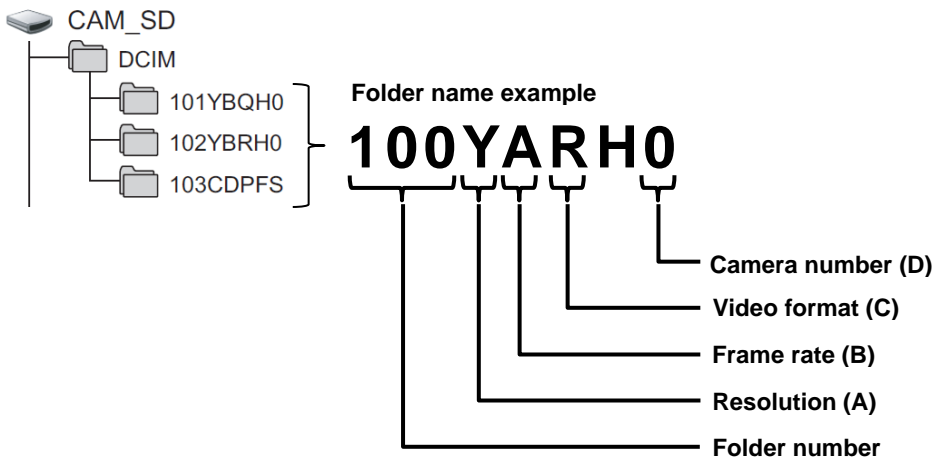 CAM_SD
DCIM
101YBQH0
102YBRH0
103CDPFS
Folder name example
100YARH0
Camera number (D)
Video format (C)
Frame rate (B)
Resolution (A)
Folder number